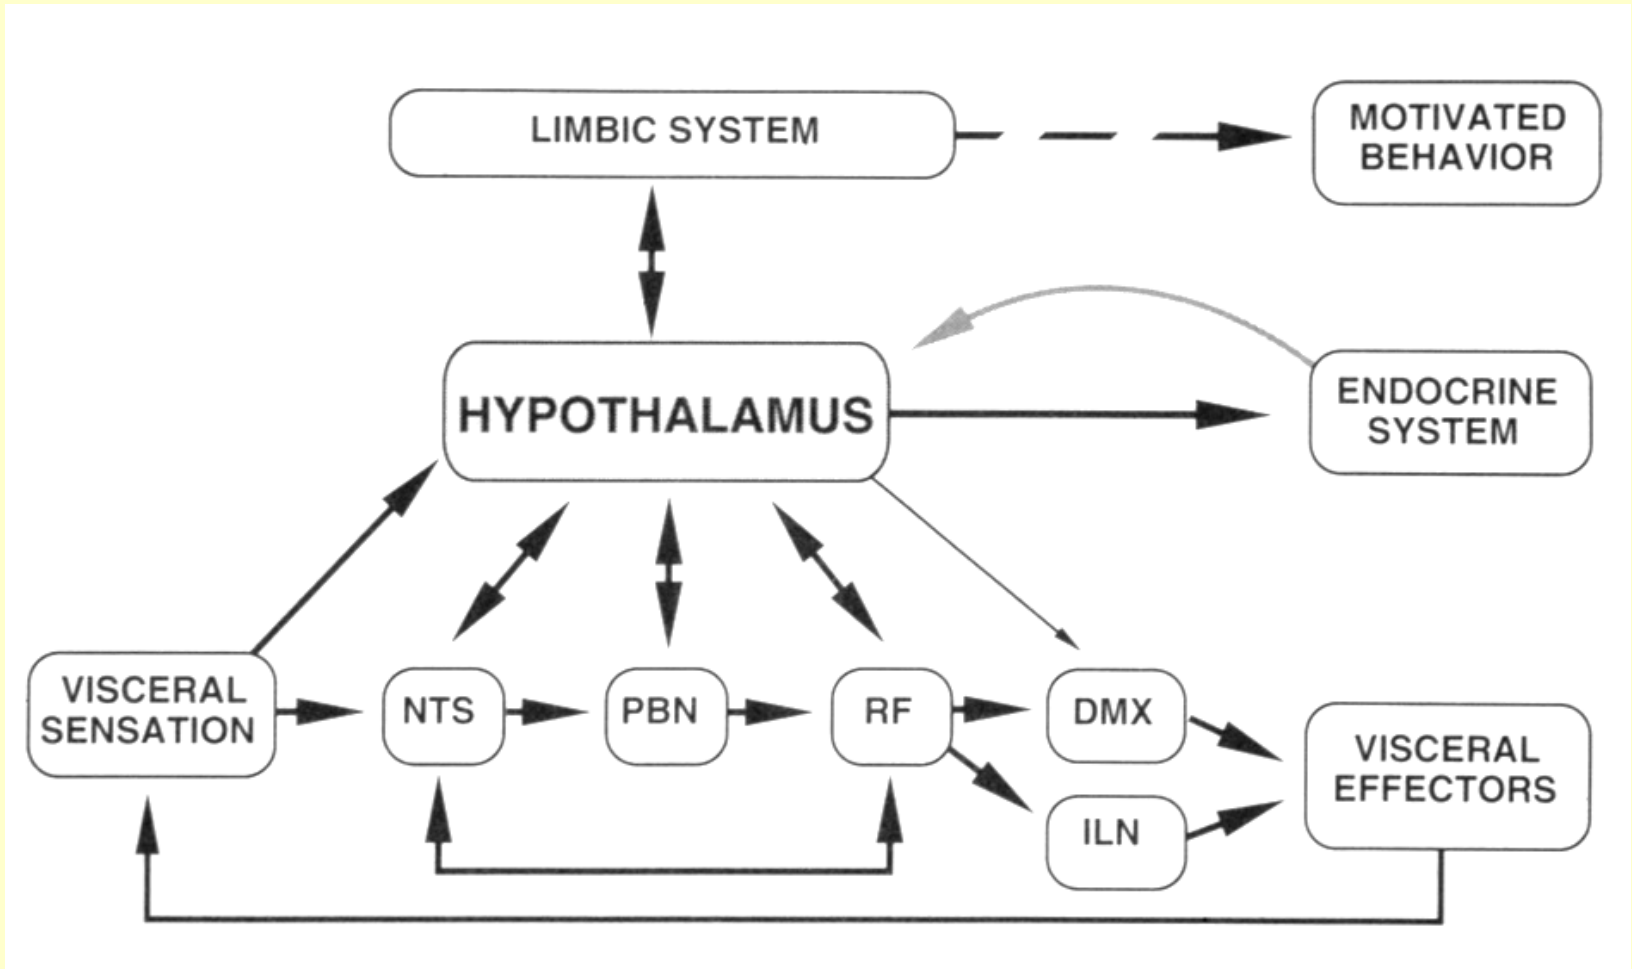 LIMBIC SYSTEM
MOTIVATED
BEHAVIOR
HYPOTHALAMUS
ENDOCRINE
SYSTEM
VISCERAL
SENSATION
NTS
PBN
RF
DMX
ILN
VISCERAL
EFFECTORS